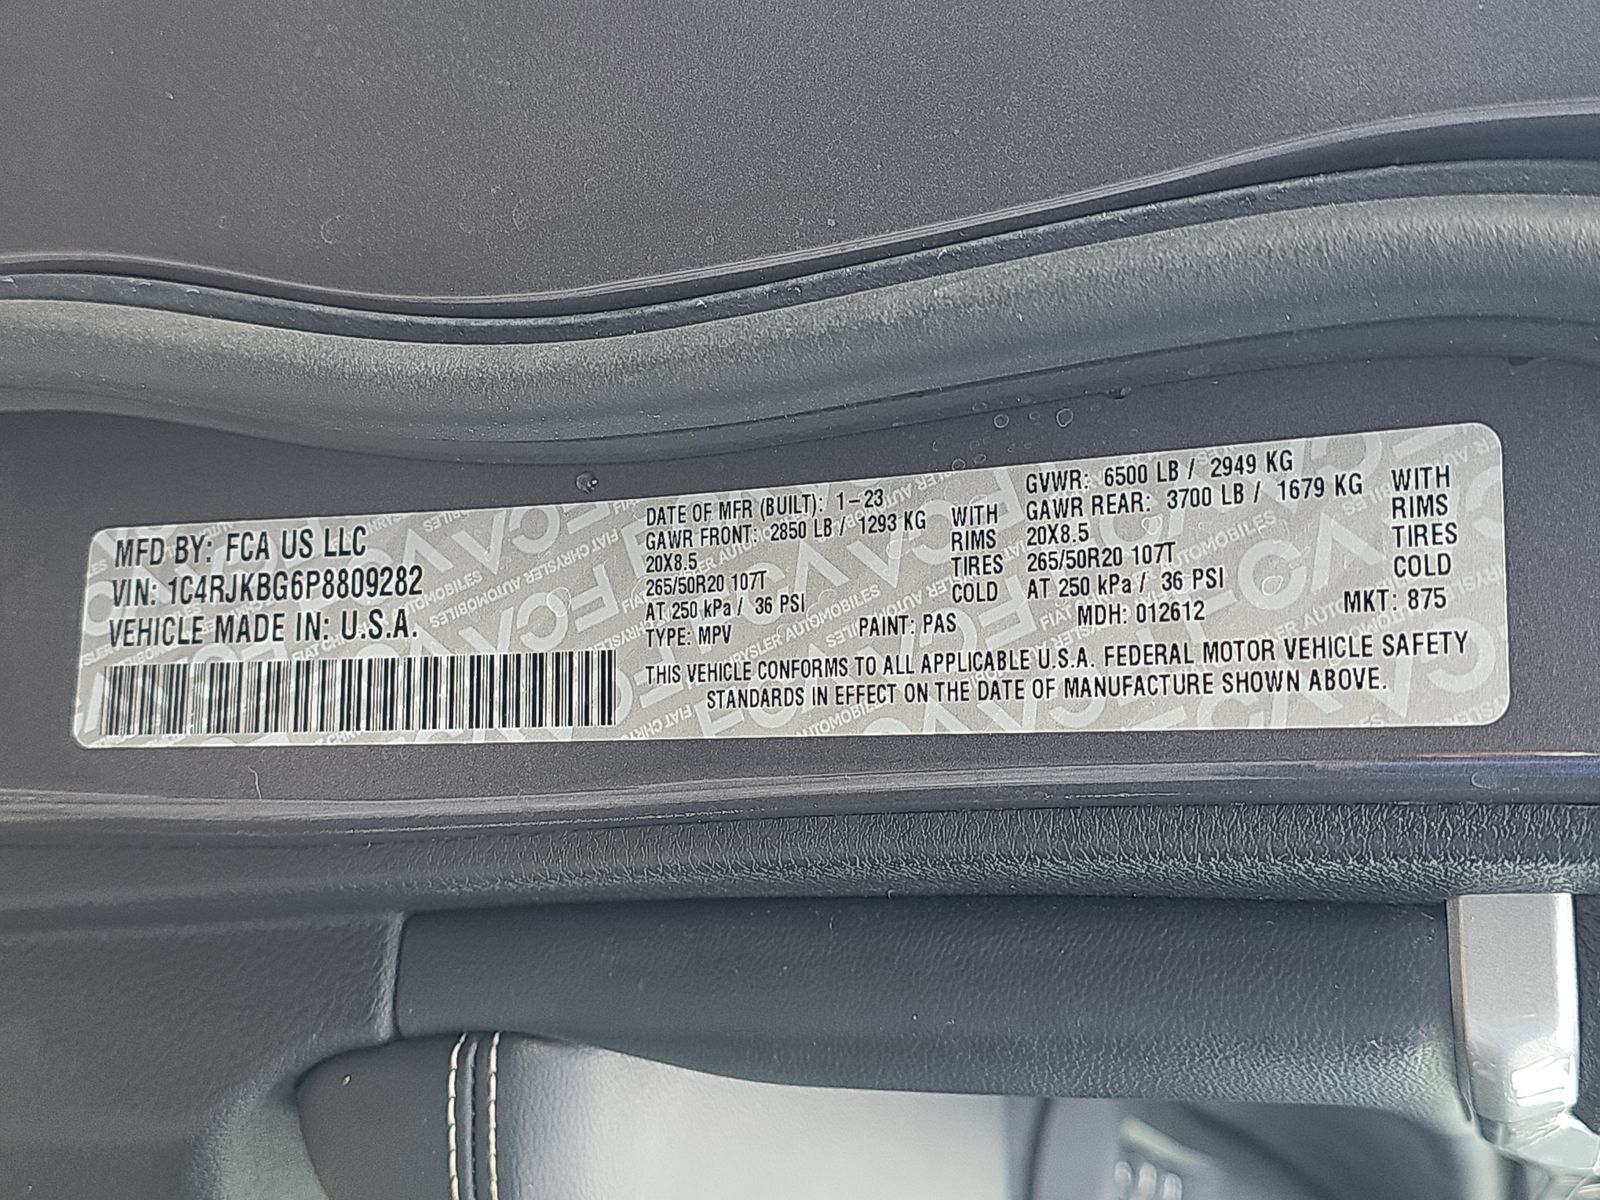 MFD BY: FCA US LLC
VIN: 1C4RJKBG6P8809282
VEHICLE MADE IN: U.S.A.
DATE OF MFR (BUILT): 1-23
GAWR FRONT: 2850 LB / 1293 KG WITH
20X8.5 RIMS
265/50R20 107T TIRES
AT 250 kPa / 36 PSI COLD
TYPE: MPV PAINT: PAS
GVWR: 6500 LB / 2949 KG
GAWR REAR: 3700 LB / 1679 KG WITH
20X8.5 RIMS
265/50R20 107T TIRES
AT 250 kPa / 36 PSI COLD
MDH: 012612 MKT: 875
THIS VEHICLE CONFORMS TO ALL APPLICABLE U.S.A. FEDERAL MOTOR VEHICLE SAFETY
STANDARDS IN EFFECT ON THE DATE OF MANUFACTURE SHOWN ABOVE.